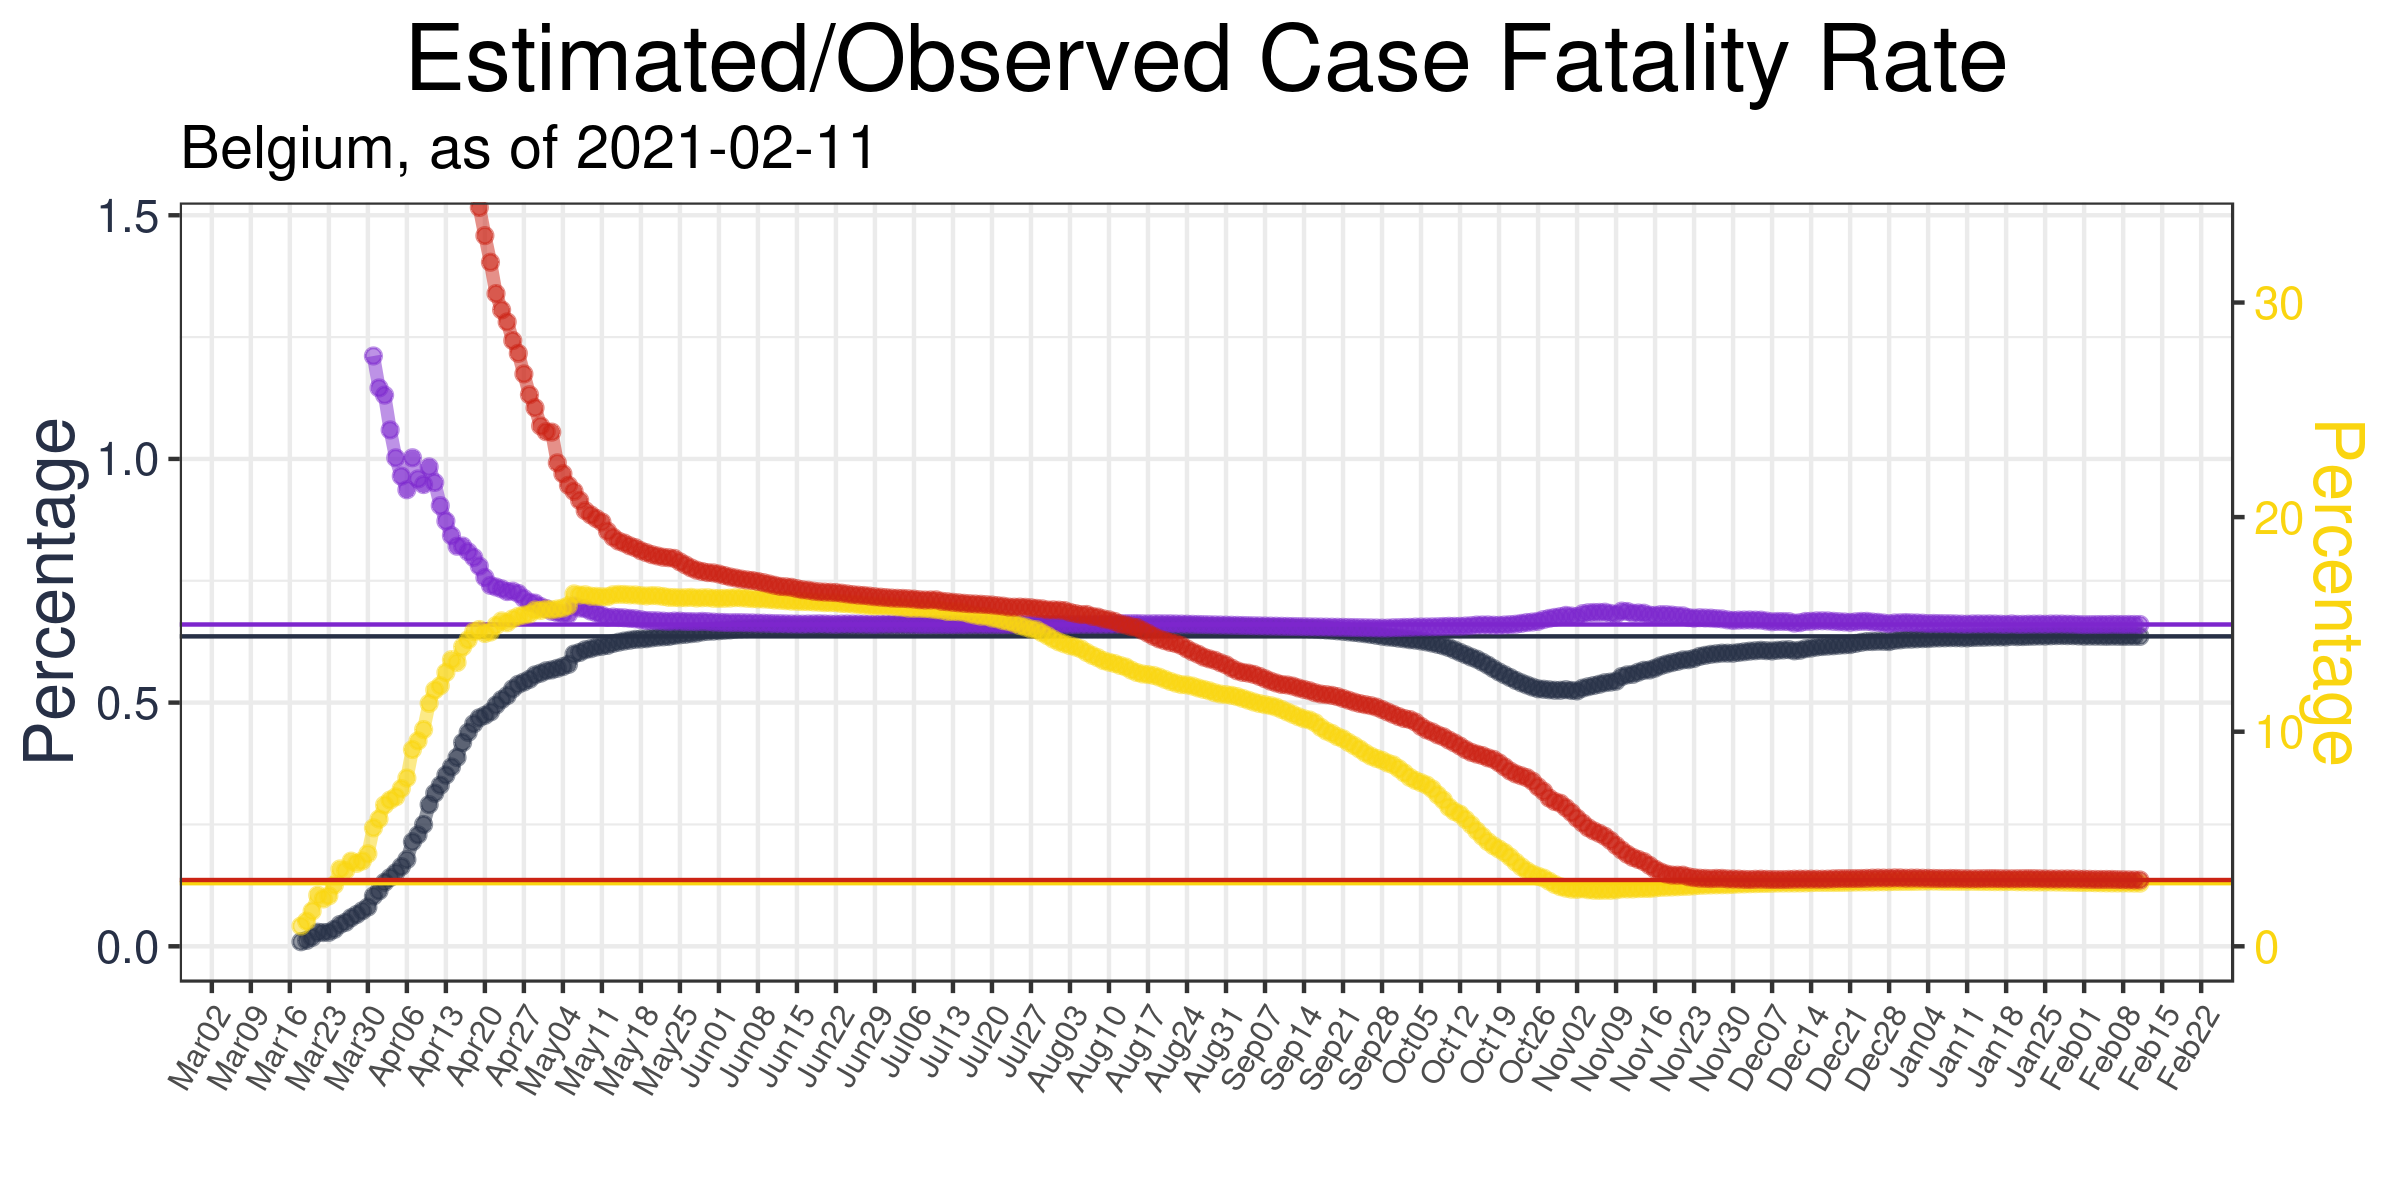 Estimated/Observed Case Fatality Rate
Belgium, as of 2021-02-11
Percentage
1.5
1.0
0.5
0.0
30
20
10
0
Percentage
Mar02 Mar09 Mar16 Mar23 Mar30 Apr06 Apr13 Apr20 Apr27 May04 May11 May18 May25 Jun01 Jun08 Jun15 Jun22 Jun29 Jul06 Jul13 Jul20 Jul27 Aug03 Aug10 Aug17 Aug24 Aug31 Sep07 Sep14 Sep21 Sep28 Oct05 Oct12 Oct19 Oct26 Nov02 Nov09 Nov16 Nov23 Nov30 Dec07 Dec14 Dec21 Dec28 Jan04 Jan11 Jan18 Jan25 Feb01 Feb08 Feb15 Feb22